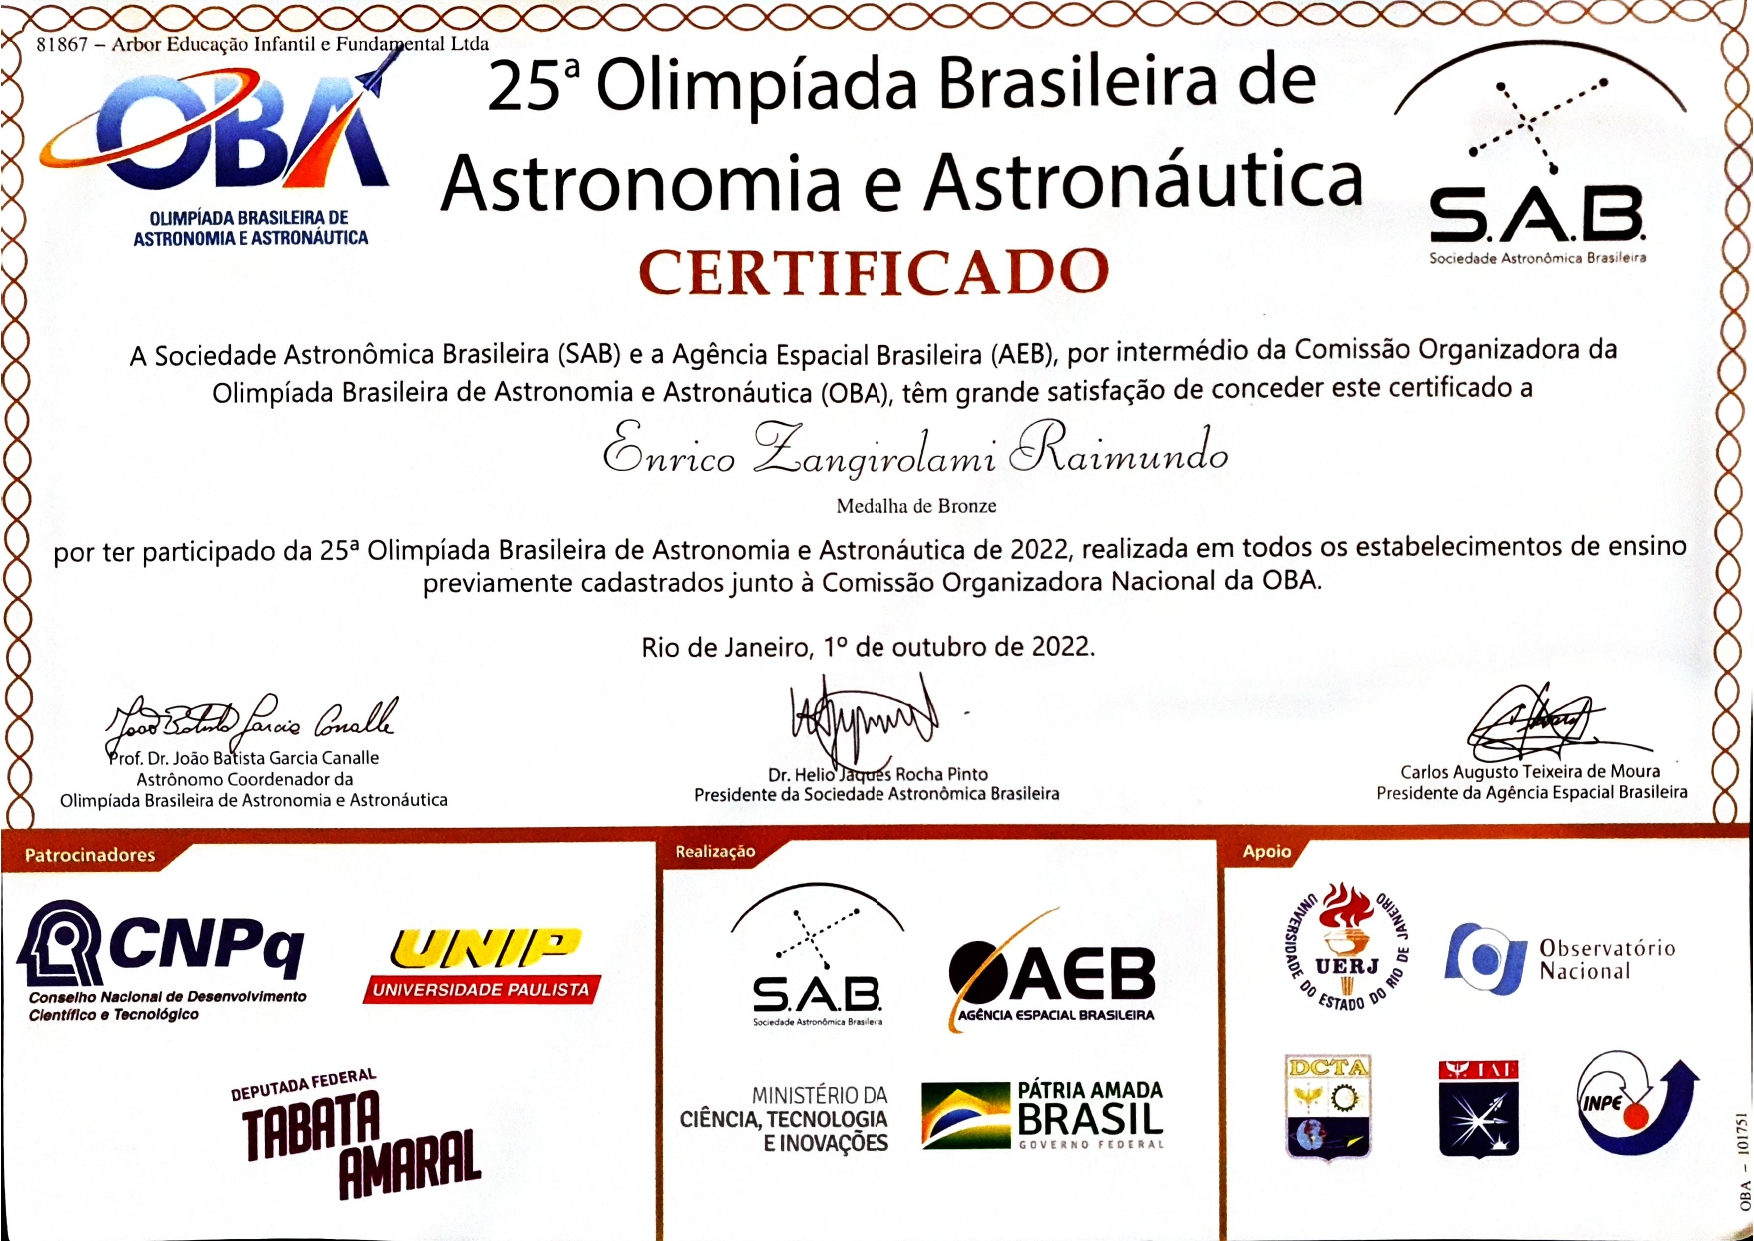 81867 – Arbor Educação Infantil e Fundamental Ltda
OBA
OLIMPÍADA BRASILEIRA DE
ASTRONOMIA E ASTRONÁUTICA
25ª Olimpíada Brasileira de
Astronomia e Astronáutica
S.A.B.
Sociedade Astronômica Brasileira
CERTIFICADO
A Sociedade Astronômica Brasileira (SAB) e a Agência Espacial Brasileira (AEB), por intermédio da Comissão Organizadora da
Olimpíada Brasileira de Astronomia e Astronáutica (OBA), têm grande satisfação de conceder este certificado a
Enrico Zangirolami Raimundo
Medalha de Bronze
por ter participado da 25ª Olimpíada Brasileira de Astronomia e Astronáutica de 2022, realizada em todos os estabelecimentos de ensino
previamente cadastrados junto à Comissão Organizadora Nacional da OBA.
Rio de Janeiro, 1º de outubro de 2022.
João Batista Garcia Canalle
Prof. Dr. João Batista Garcia Canalle
Astrônomo Coordenador da
Olimpíada Brasileira de Astronomia e Astronáutica
Dr. Helio Jaques Rocha Pinto
Presidente da Sociedade Astronômica Brasileira
Carlos Augusto Teixeira de Moura
Presidente da Agência Espacial Brasileira
Patrocinadores
CNPq
Conselho Nacional de Desenvolvimento
Científico e Tecnológico
UNIP
UNIVERSIDADE PAULISTA
DEPUTADA FEDERAL
TABATA
AMARAL
Realização
S.A.B.
Sociedade Astronômica Brasileira
AEB
AGÊNCIA ESPACIAL BRASILEIRA
MINISTÉRIO DA
CIÊNCIA, TECNOLOGIA
E INOVAÇÕES
PÁTRIA AMADA
BRASIL
GOVERNO FEDERAL
Apoio
UNIVERSIDADE DO ESTADO DO RIO DE JANEIRO
UERJ
Observatório
Nacional
DCTA
IAE
INPE
OBA – 101751